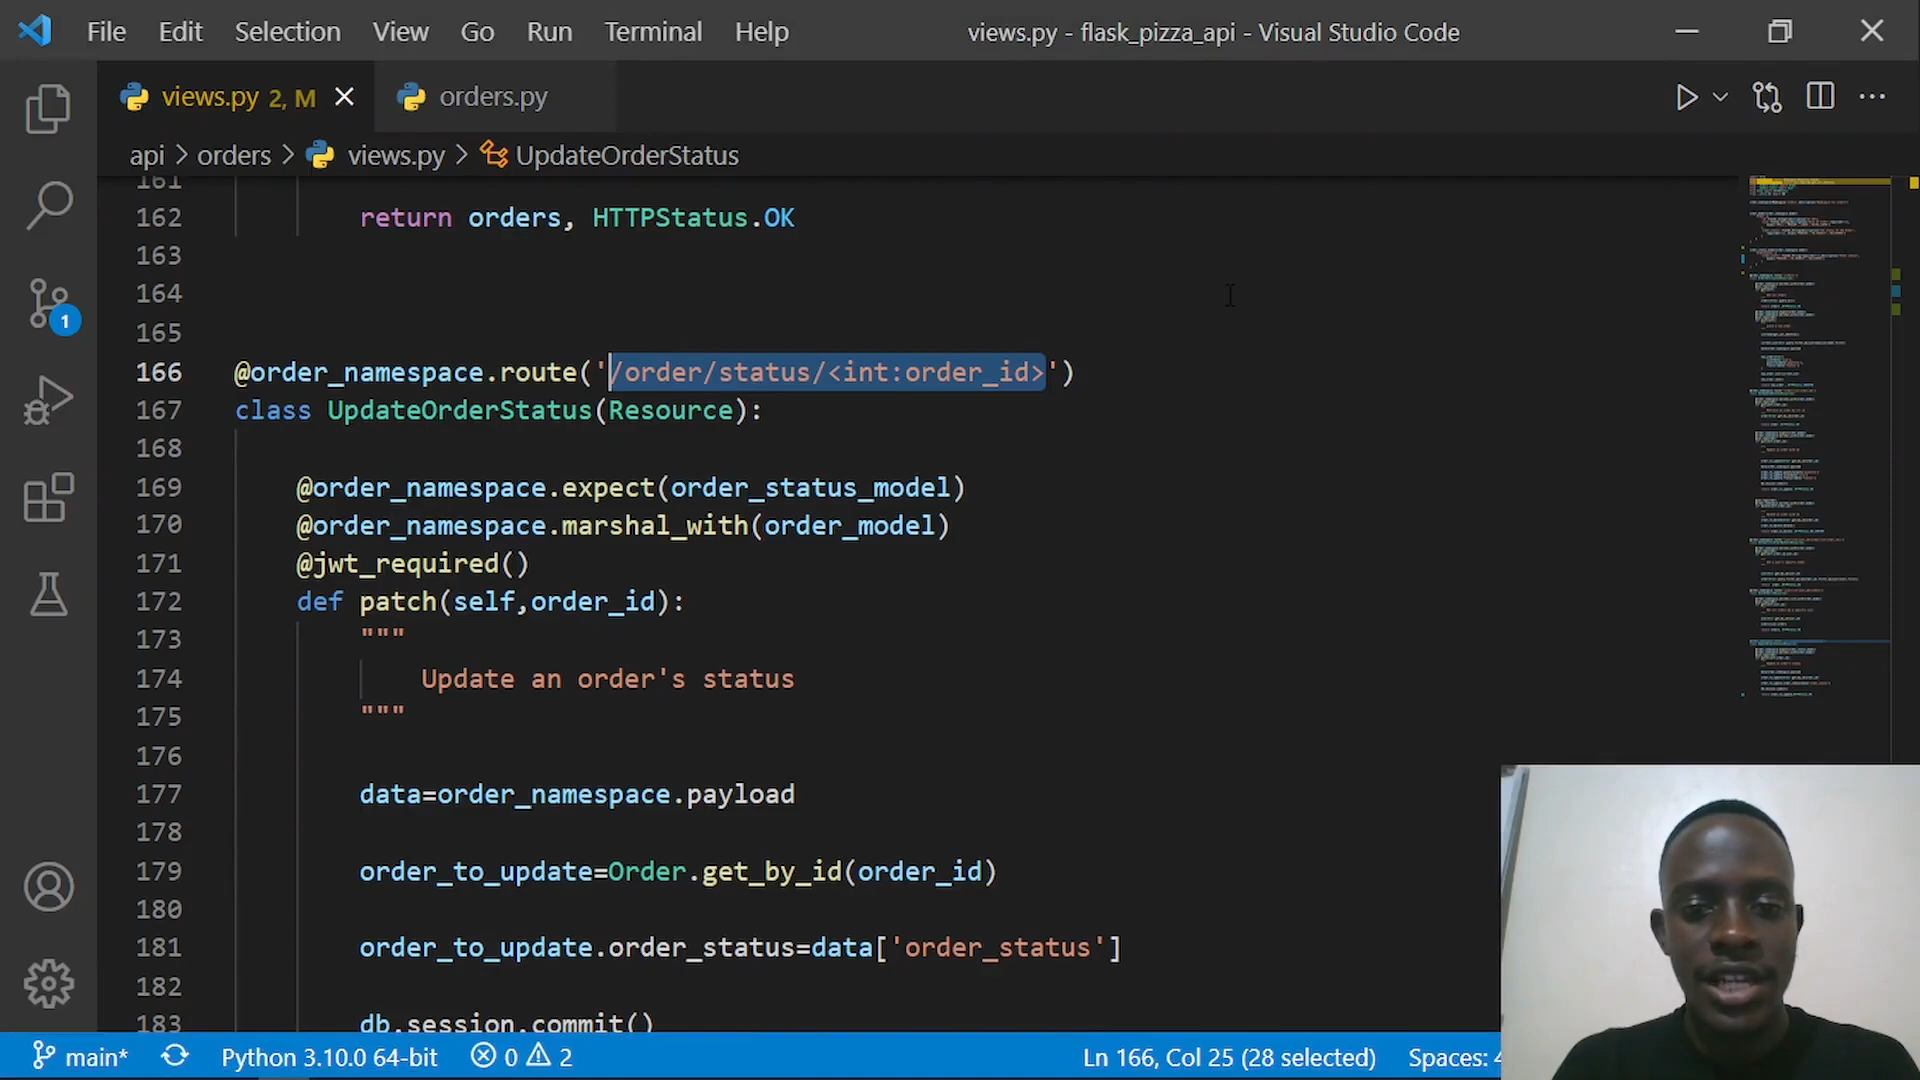 File Edit Selection View Go Run Terminal Help views.py - flask_pizza_api - Visual Studio Code
views.py 2, M orders.py
api > orders > views.py > UpdateOrderStatus
161
162 return orders, HTTPStatus.OK
163
164
165
166 @order_namespace.route('/order/status/<int:order_id>')
167 class UpdateOrderStatus(Resource):
168
169 @order_namespace.expect(order_status_model)
170 @order_namespace.marshal_with(order_model)
171 @jwt_required()
172 def patch(self,order_id):
173 """
174 Update an order's status
175 """
176
177 data=order_namespace.payload
178
179 order_to_update=Order.get_by_id(order_id)
180
181 order_to_update.order_status=data['order_status']
182
183 db.session.commit()
1
main* Python 3.10.0 64-bit 0 2 Ln 166, Col 25 (28 selected) Spaces: